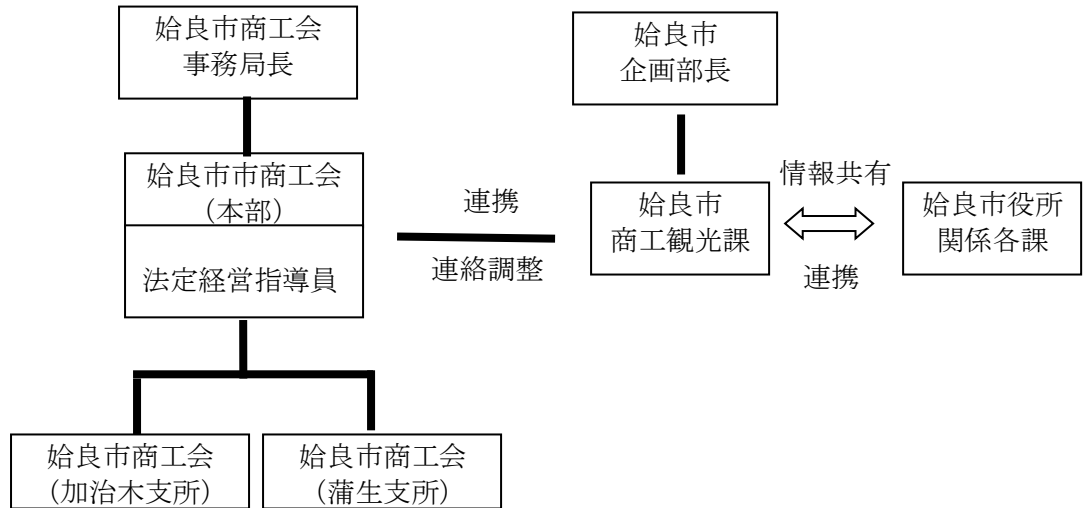 姶良市商工会
事務局長
姶良市
企画部長
姶良市市商工会
（本部）
法定経営指導員
連携
連絡調整
姶良市
商工観光課
情報共有
連携
姶良市役所
関係各課
姶良市商工会
（加治木支所）
姶良市商工会
（蒲生支所）